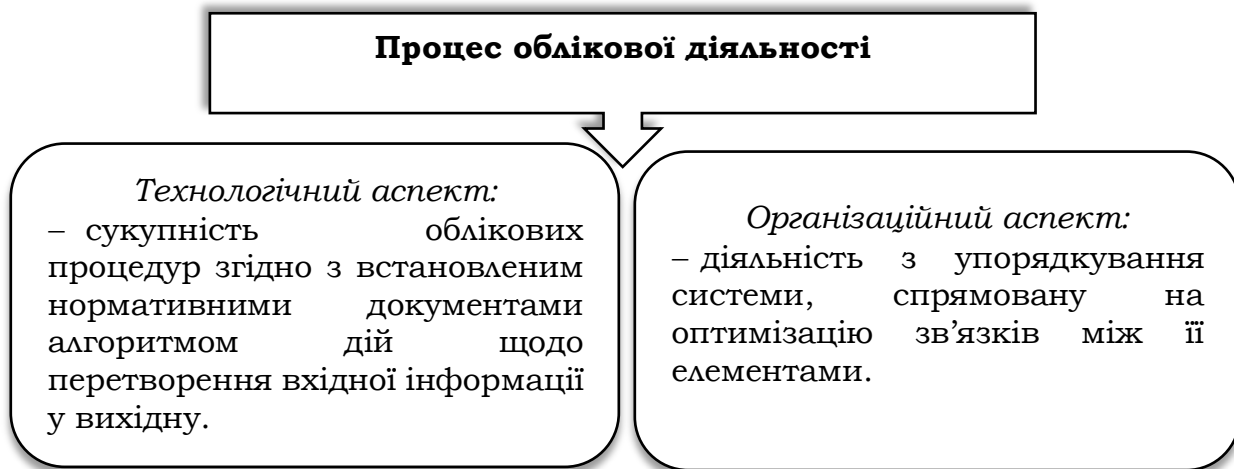 Процес облікової діяльності
Технологічний аспект:
– сукупність облікових
процедур згідно з встановленим
нормативними документами
алгоритмом дій щодо
перетворення вхідної інформації
у вихідну.
Організаційний аспект:
– діяльність з упорядкування
системи, спрямовану на
оптимізацію зв’язків між її
елементами.